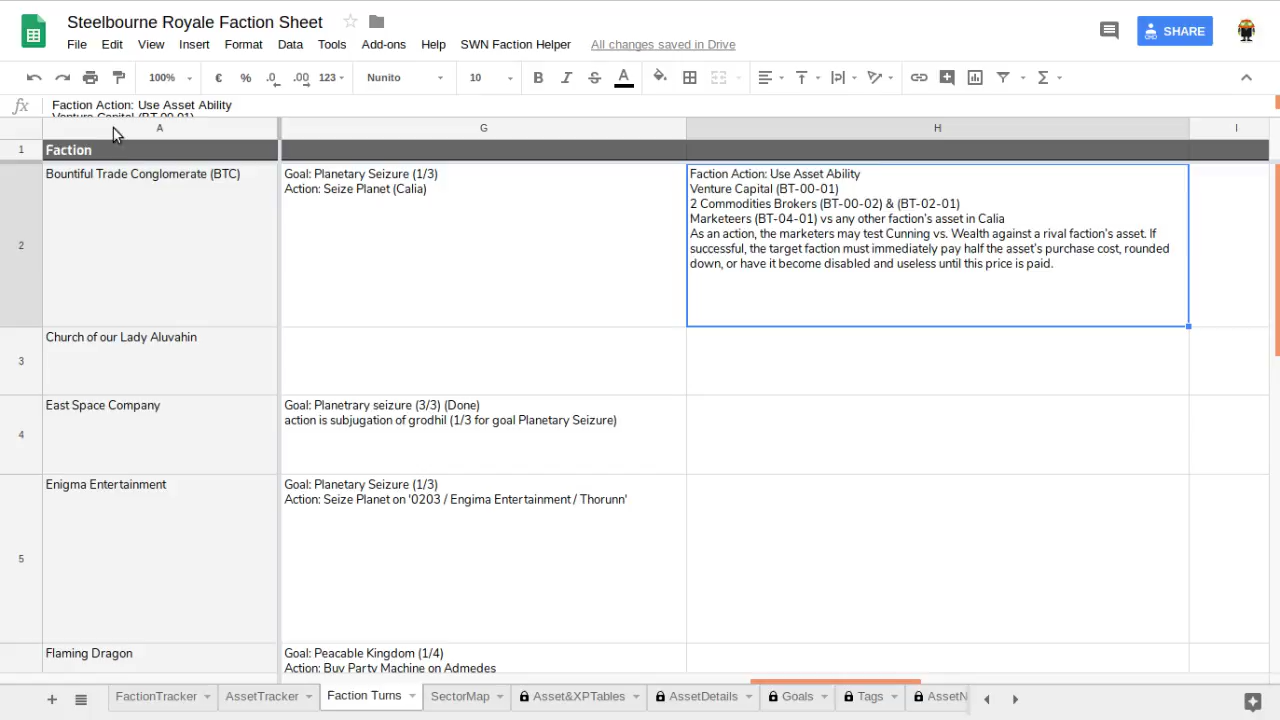 Steelbourne Royale Faction Sheet
SHARE
File Edit View Insert Format Data Tools Add-ons Help SWN Faction Helper All changes saved in Drive
100% € % .0 .00 123 Nunito 10 B I S A
fx Faction Action: Use Asset Ability
Venture Capital (BT-00-01)
A G H I
1 Faction
2
Bountiful Trade Conglomerate (BTC)
Goal: Planetary Seizure (1/3)
Action: Seize Planet (Calia)
Faction Action: Use Asset Ability
Venture Capital (BT-00-01)
2 Commodities Brokers (BT-00-02) & (BT-02-01)
Marketeers (BT-04-01) vs any other faction's asset in Calia
As an action, the marketers may test Cunning vs. Wealth against a rival faction's asset. If
successful, the target faction must immediately pay half the asset's purchase cost, rounded
down, or have it become disabled and useless until this price is paid.
3
Church of our Lady Aluvahin
4
East Space Company
Goal: Planetrary seizure (3/3) (Done)
action is subjugation of grodhil (1/3 for goal Planetary Seizure)
5
Enigma Entertainment
Goal: Planetary Seizure (1/3)
Action: Seize Planet on '0203 / Engima Entertainment / Thorunn'
Flaming Dragon
Goal: Peacable Kingdom (1/4)
Action: Buy Party Machine on Admedes
FactionTracker AssetTracker Faction Turns SectorMap Asset&XPTables AssetDetails Goals Tags AssetN